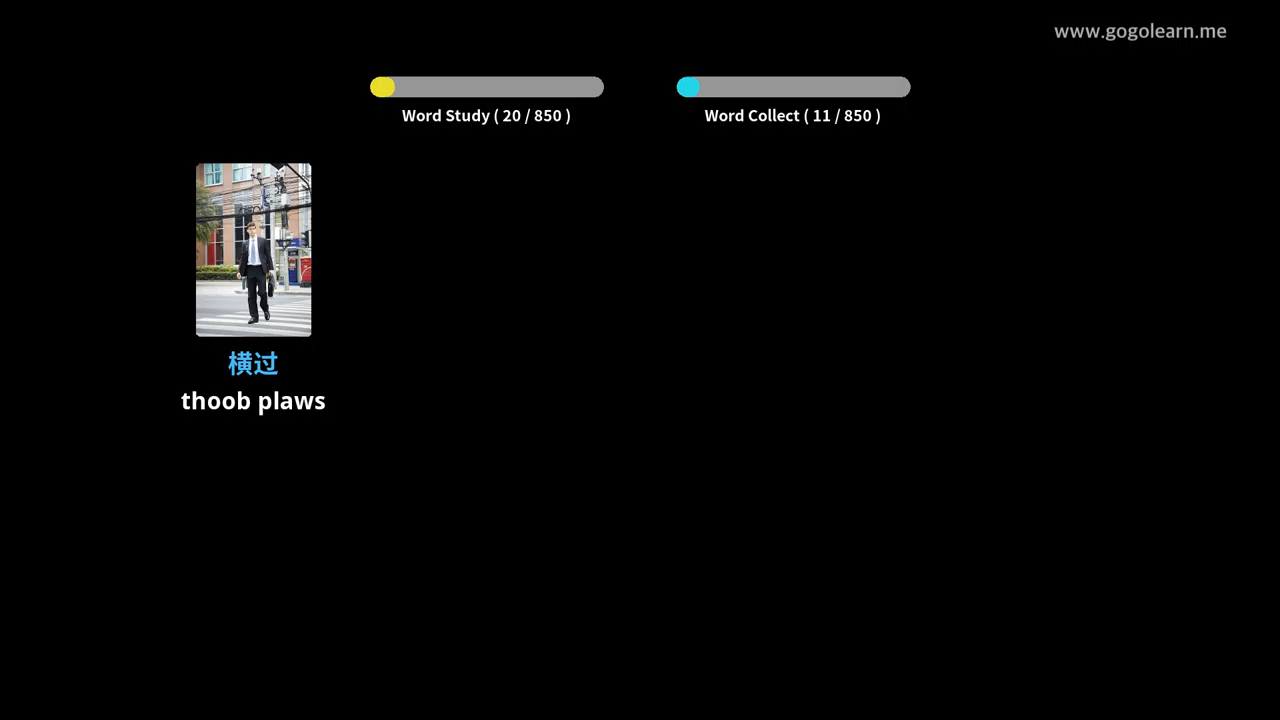 www.gogolearn.me
Word Study ( 20 / 850 )
Word Collect ( 11 / 850 )
横过
thoob plaws